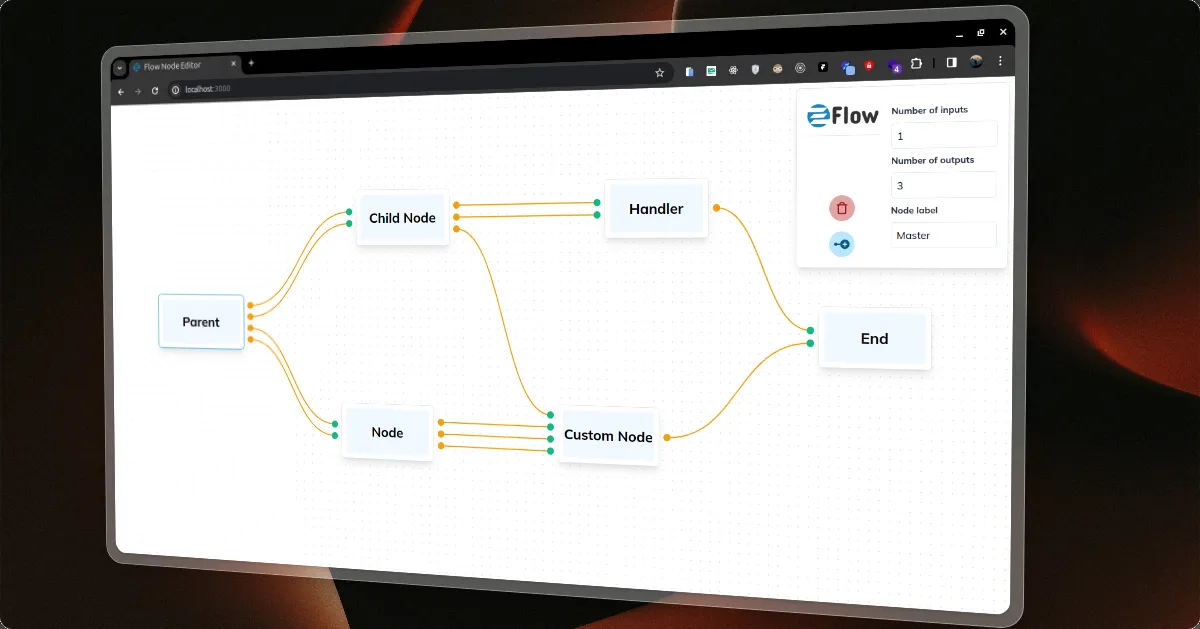 Flow Node Editor
localhost:3000
Flow
Number of inputs
1
Number of outputs
3
Node label
Master
Child Node
Handler
Parent
End
Node
Custom Node
4